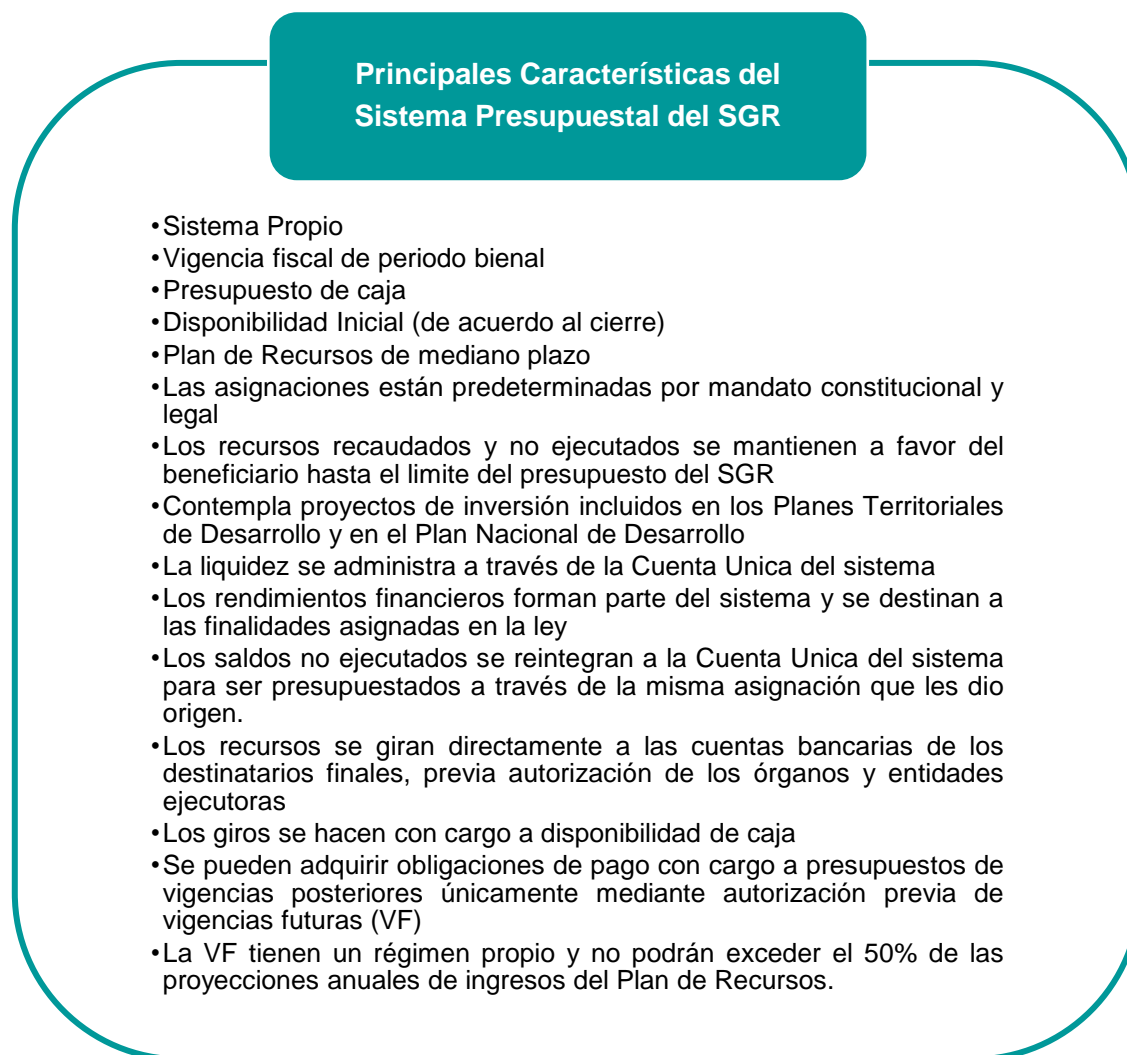 Principales Características del
Sistema Presupuestal del SGR
•Sistema Propio
•Vigencia fiscal de periodo bienal
•Presupuesto de caja
•Disponibilidad Inicial (de acuerdo al cierre)
•Plan de Recursos de mediano plazo
•Las asignaciones están predeterminadas por mandato constitucional y
legal
•Los recursos recaudados y no ejecutados se mantienen a favor del
beneficiario hasta el limite del presupuesto del SGR
•Contempla proyectos de inversión incluidos en los Planes Territoriales
de Desarrollo y en el Plan Nacional de Desarrollo
•La liquidez se administra a través de la Cuenta Unica del sistema
•Los rendimientos financieros forman parte del sistema y se destinan a
las finalidades asignadas en la ley
•Los saldos no ejecutados se reintegran a la Cuenta Unica del sistema
para ser presupuestados a través de la misma asignación que les dio
origen.
•Los recursos se giran directamente a las cuentas bancarias de los
destinatarios finales, previa autorización de los órganos y entidades
ejecutoras
•Los giros se hacen con cargo a disponibilidad de caja
•Se pueden adquirir obligaciones de pago con cargo a presupuestos de
vigencias posteriores únicamente mediante autorización previa de
vigencias futuras (VF)
•La VF tienen un régimen propio y no podrán exceder el 50% de las
proyecciones anuales de ingresos del Plan de Recursos.